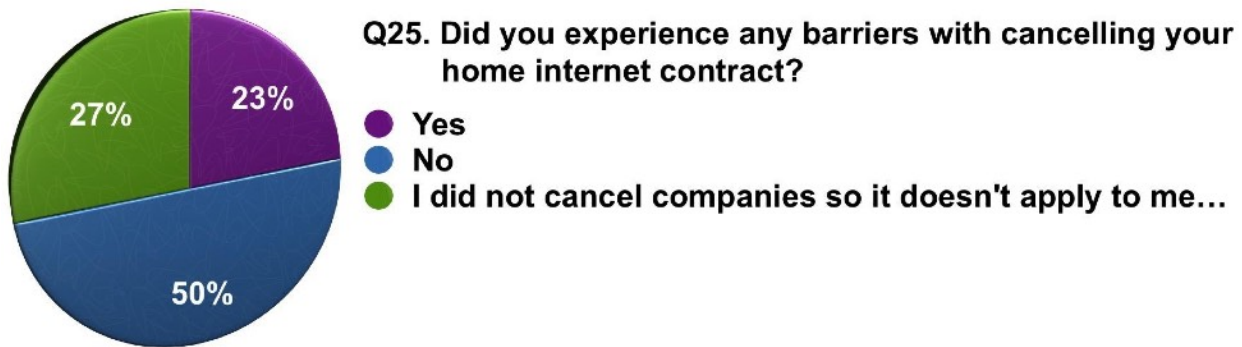 Q25. Did you experience any barriers with cancelling your
home internet contract?
27%
23%
Yes
No
I did not cancel companies so it doesn't apply to me...
50%